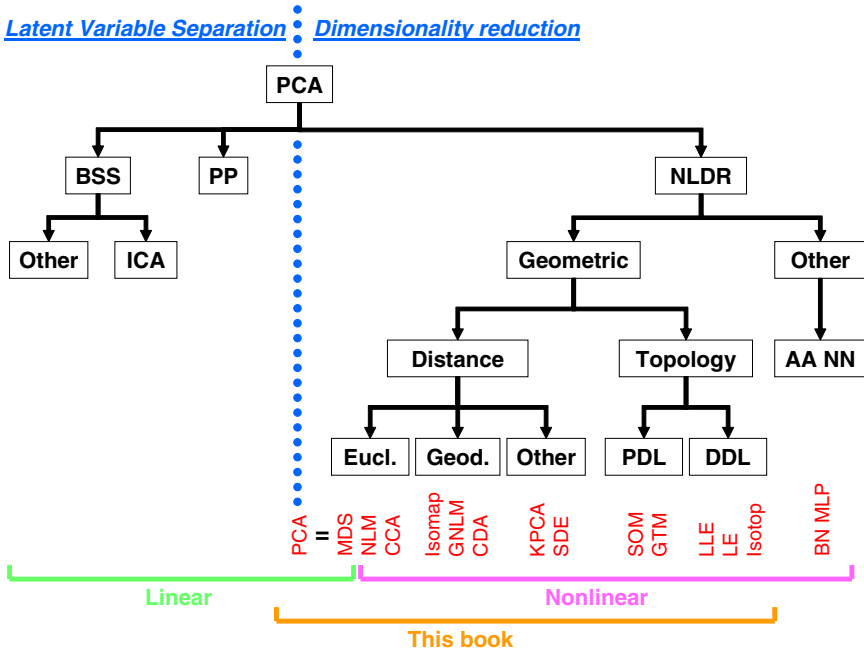 Latent Variable Separation Dimensionality reduction
PCA
BSS PP NLDR
Other ICA Geometric Other
Distance Topology AA NN
Eucl. Geod. Other PDL DDL
PCA = MDS NLM CCA Isomap GNLM CDA KPCA SDE SOM GTM LLE LE Isotop BN MLP
Linear Nonlinear
This book